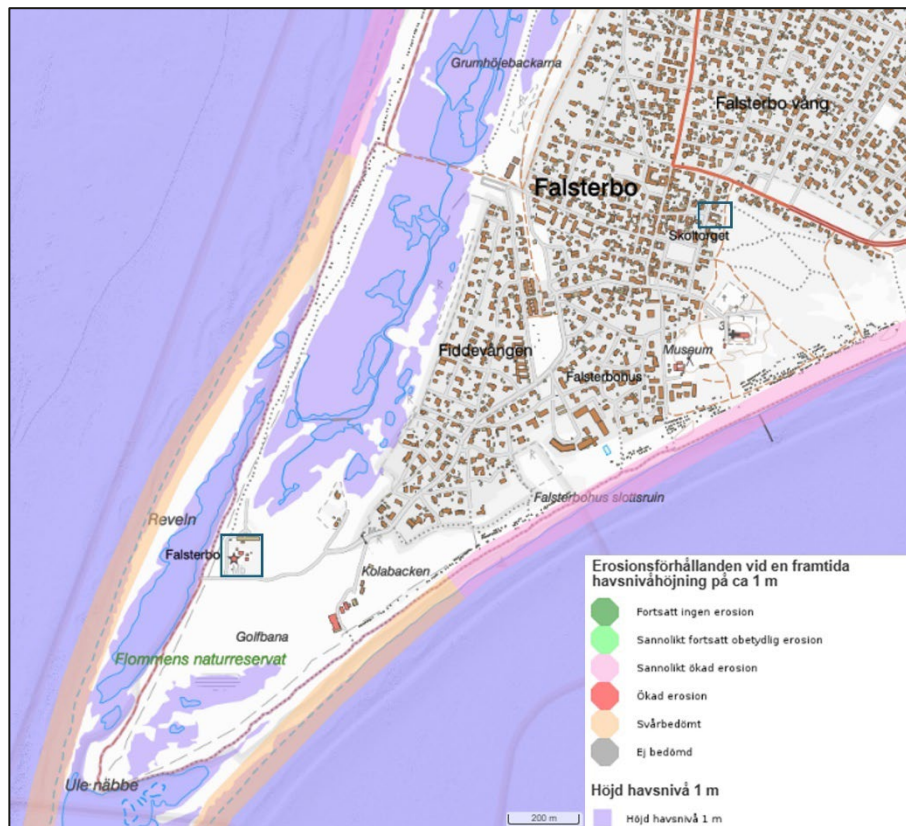 Grumhöjebackarna
Falsterbo vång
Falsterbo
Skoltorget
Fiddevången
Museum
Falsterbohus
Falsterbohus slottsruin
Reveln
Falsterbo
Kolabacken
Golfbana
Flommens naturreservat
Ule näbbe
200 m
Erosionsförhållanden vid en framtida
havsnivåhöjning på ca 1 m
Fortsatt ingen erosion
Sannolikt fortsatt obetydlig erosion
Sannolikt ökad erosion
Ökad erosion
Svårbedömt
Ej bedömd
Höjd havsnivå 1 m
Höjd havsnivå 1 m